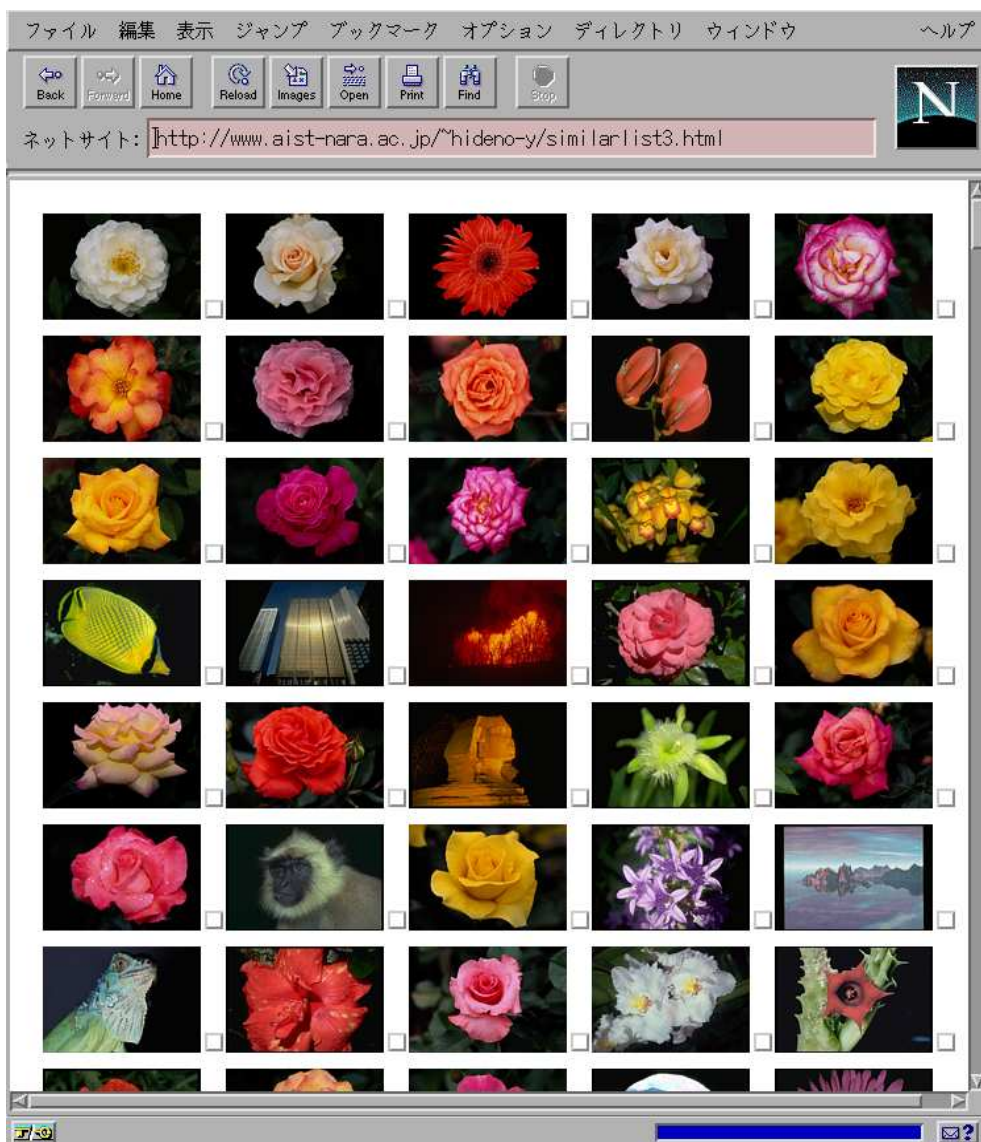 ファイル 編集 表示 ジャンプ ブックマーク オプション ディレクトリ ウィンドウ ヘルプ
Back Forward Home Reload Images Open Print Find Stop
N
ネットサイト: http://www.aist-nara.ac.jp/~hideno-y/similarlist3.html
?